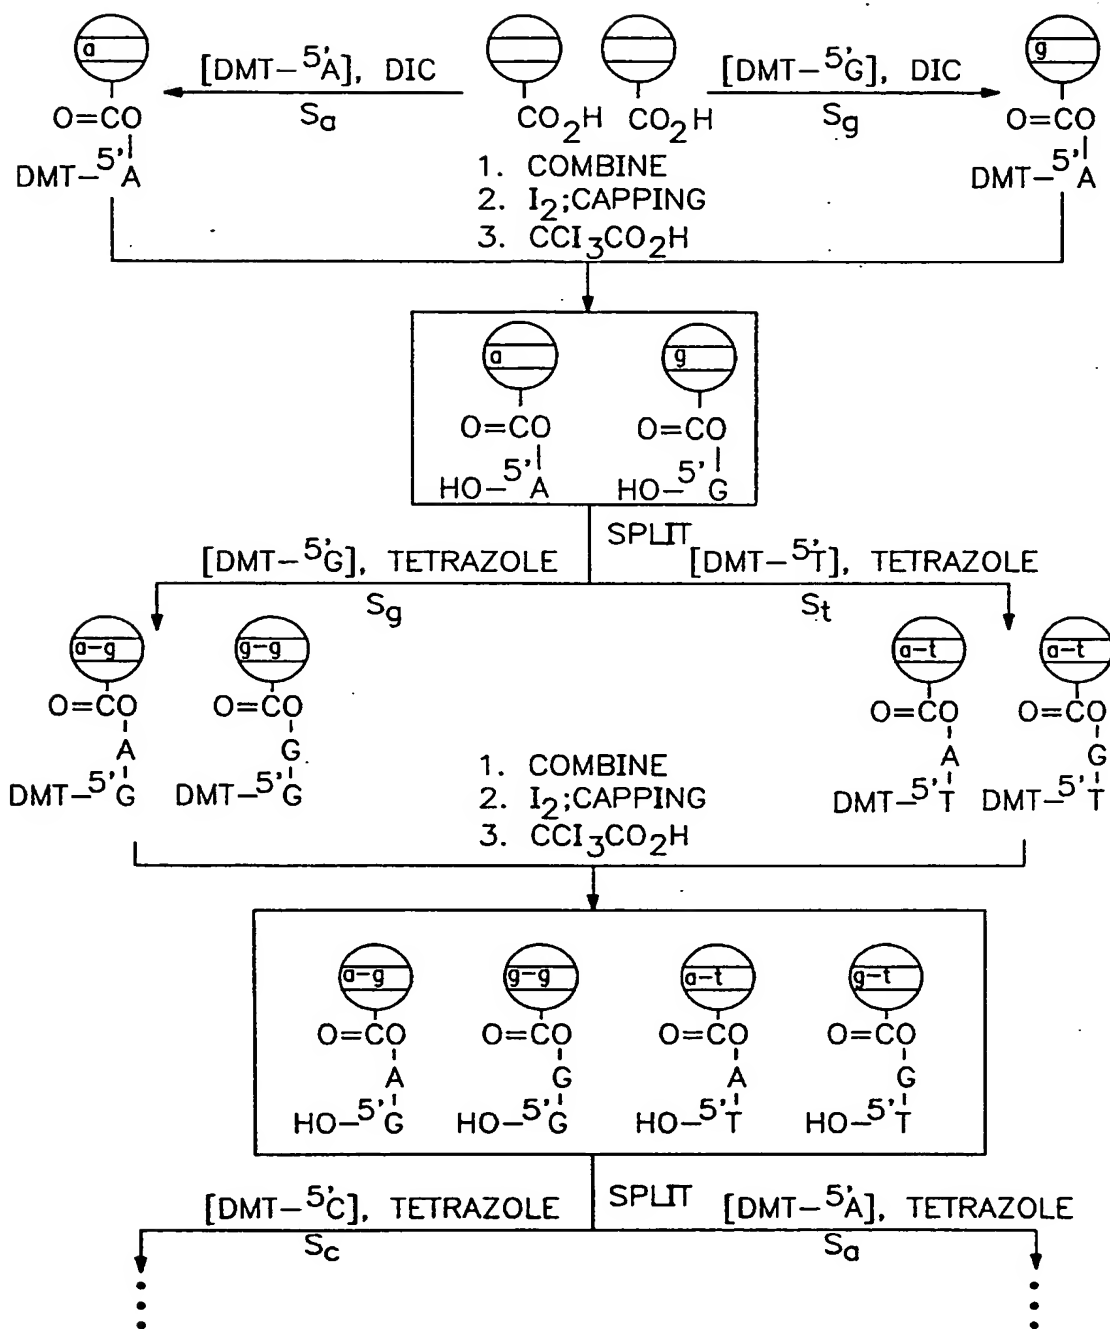 a
[DMT-5'A], DIC
Sa
CO2H CO2H
[DMT-5'G], DIC
Sg
g
O=CO
DMT-5'A
O=CO
DMT-5'A
1. COMBINE
2. I2;CAPPING
3. CCI3CO2H
a
g
O=CO
HO-5'A
O=CO
HO-5'G
SPLIT
[DMT-5'G], TETRAZOLE
Sg
[DMT-5'T], TETRAZOLE
St
a-g
g-g
a-t
a-t
O=CO
A
DMT-5'G
O=CO
G
DMT-5'G
O=CO
A
DMT-5'T
O=CO
G
DMT-5'T
1. COMBINE
2. I2;CAPPING
3. CCI3CO2H
a-g
g-g
a-t
g-t
O=CO
A
HO-5'G
O=CO
G
HO-5'G
O=CO
A
HO-5'T
O=CO
G
HO-5'T
SPLIT
[DMT-5'C], TETRAZOLE
Sc
[DMT-5'A], TETRAZOLE
Sa